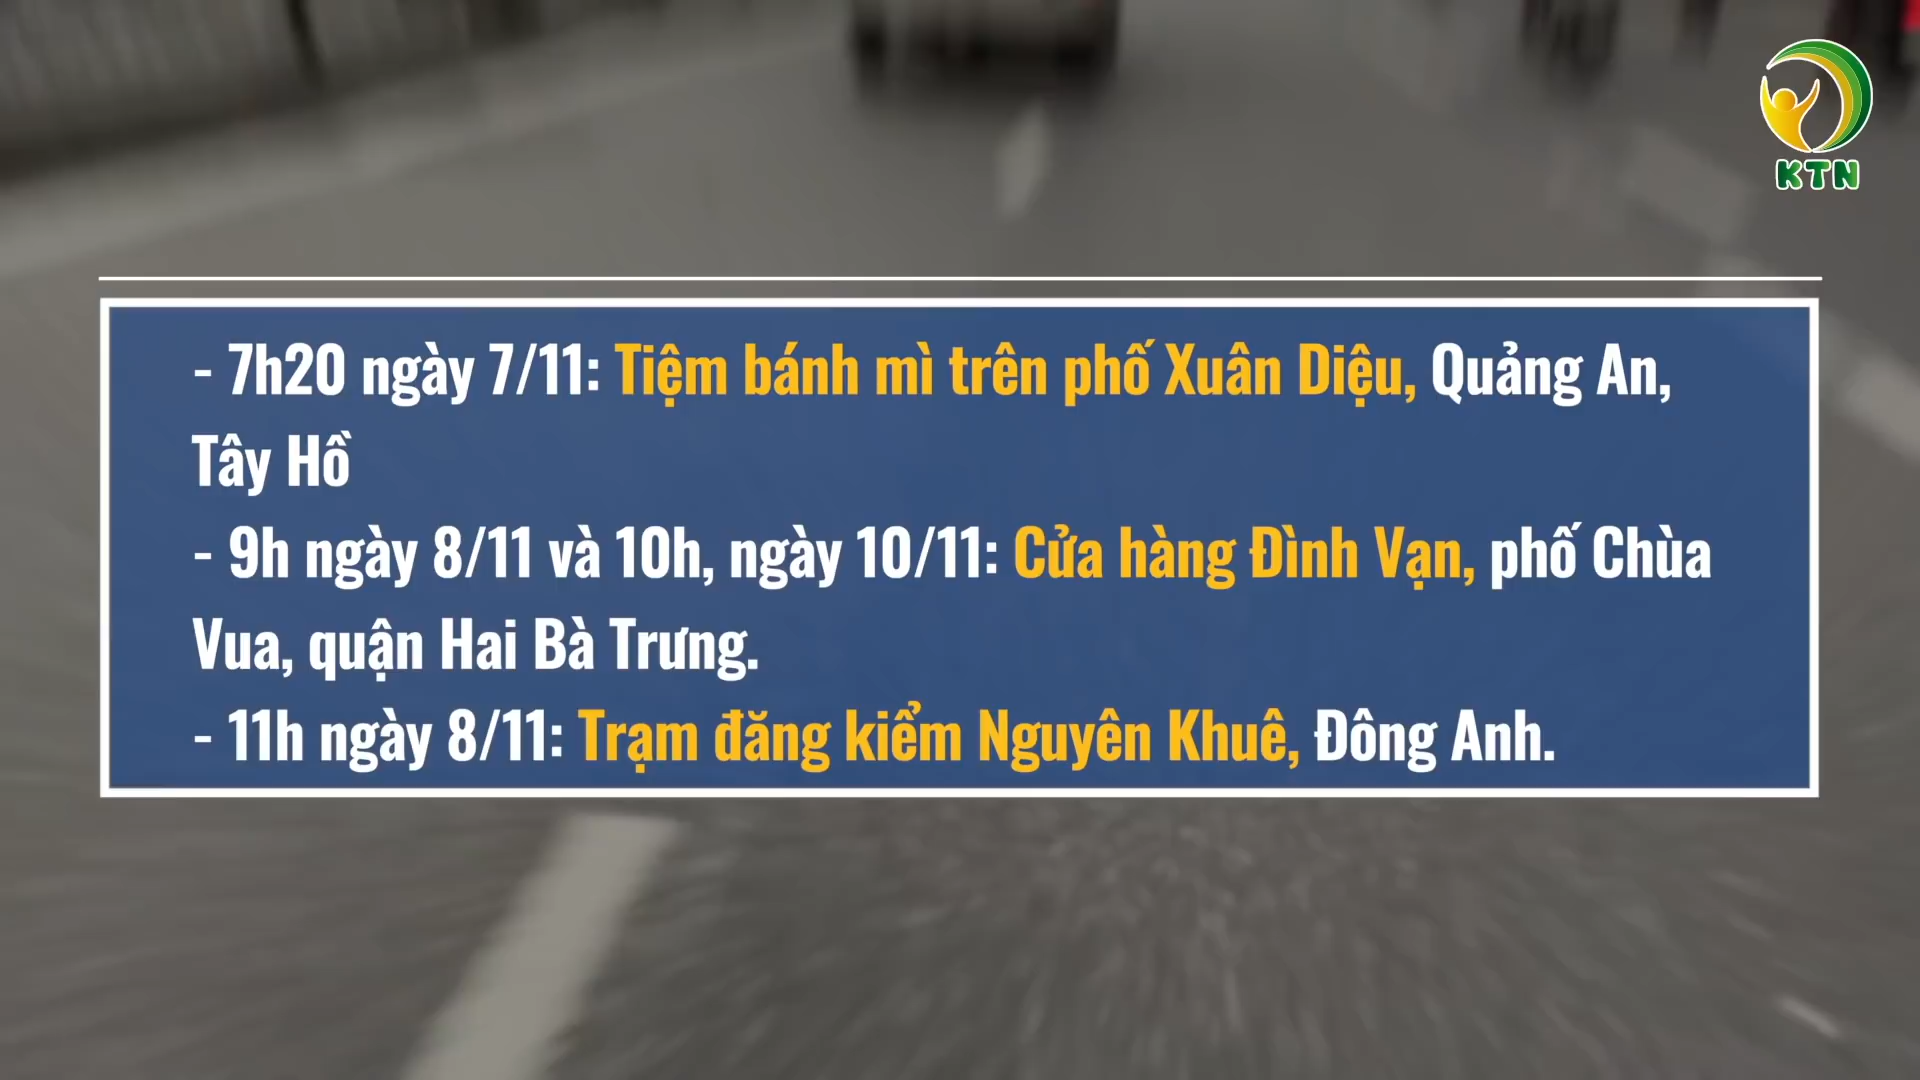 KTN
- 7h20 ngày 7/11: Tiệm bánh mì trên phố Xuân Diệu, Quảng An,
Tây Hồ
- 9h ngày 8/11 và 10h, ngày 10/11: Cửa hàng Đình Vạn, phố Chùa
Vua, quận Hai Bà Trưng.
- 11h ngày 8/11: Trạm đăng kiểm Nguyên Khuê, Đông Anh.